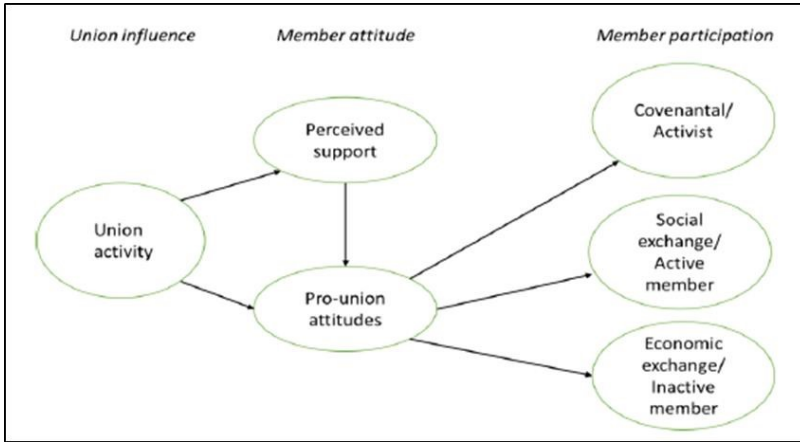 Union influence
Member attitude
Member participation
Union
activity
Perceived
support
Pro-union
attitudes
Covenantal/
Activist
Social
exchange/
Active
member
Economic
exchange/
Inactive
member